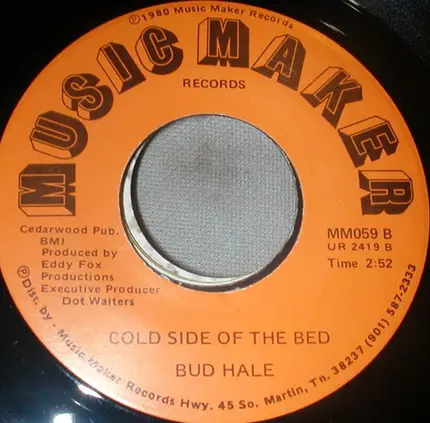 ℗1980 Music Maker Records
MUSIC MAKER
RECORDS
Cedarwood Pub.
BMI
Produced by
Eddy Fox
Productions
Executive Producer
Dot Walters
MM059 B
UR 2419 B
Time 2:52
COLD SIDE OF THE BED
BUD HALE
℗Dist. by - Music Maker Records Hwy. 45 So. Martin, Tn. 38237 (901) 587-2333